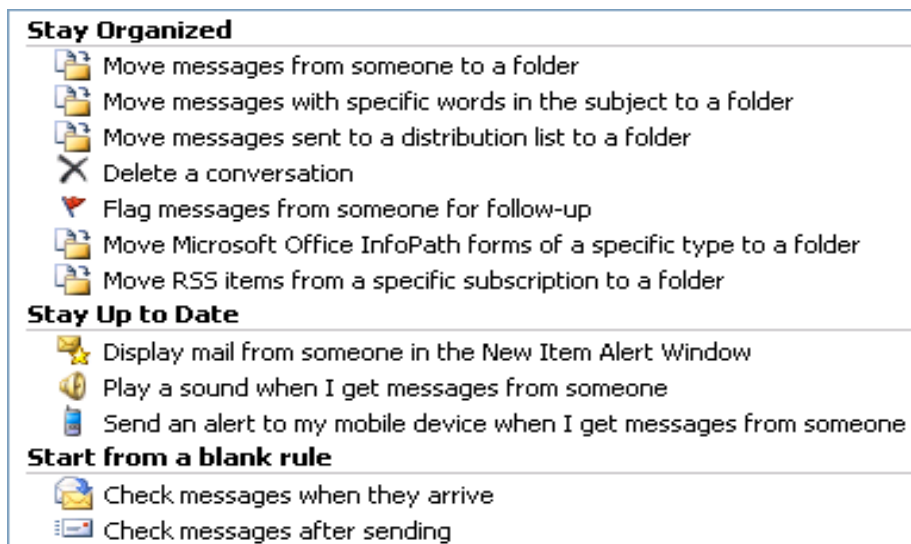 Stay Organized
Move messages from someone to a folder
Move messages with specific words in the subject to a folder
Move messages sent to a distribution list to a folder
Delete a conversation
Flag messages from someone for follow-up
Move Microsoft Office InfoPath forms of a specific type to a folder
Move RSS items from a specific subscription to a folder
Stay Up to Date
Display mail from someone in the New Item Alert Window
Play a sound when I get messages from someone
Send an alert to my mobile device when I get messages from someone
Start from a blank rule
Check messages when they arrive
Check messages after sending